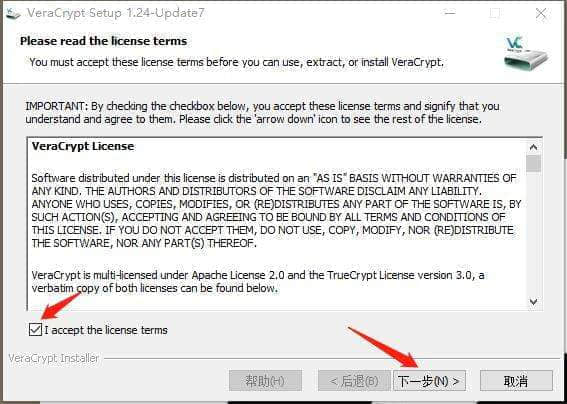 VeraCrypt Setup 1.24-Update7
Please read the license terms
You must accept these license terms before you can use, extract, or install VeraCrypt.
VC
IMPORTANT: By checking the checkbox below, you accept these license terms and signify that you
understand and agree to them. Please click the 'arrow down' icon to see the rest of the license.
VeraCrypt License
Software distributed under this license is distributed on an "AS IS" BASIS WITHOUT WARRANTIES OF
ANY KIND. THE AUTHORS AND DISTRIBUTORS OF THE SOFTWARE DISCLAIM ANY LIABILITY.
ANYONE WHO USES, COPIES, MODIFIES, OR (RE)DISTRIBUTES ANY PART OF THE SOFTWARE IS, BY
SUCH ACTION(S), ACCEPTING AND AGREEING TO BE BOUND BY ALL TERMS AND CONDITIONS OF
THIS LICENSE. IF YOU DO NOT ACCEPT THEM, DO NOT USE, COPY, MODIFY, NOR (RE)DISTRIBUTE
THE SOFTWARE, NOR ANY PART(S) THEREOF.
VeraCrypt is multi-licensed under Apache License 2.0 and the TrueCrypt License version 3.0, a
verbatim copy of both licenses can be found below.
I accept the license terms
VeraCrypt Installer
帮助(H)
< 后退(B)
下一步(N) >
取消